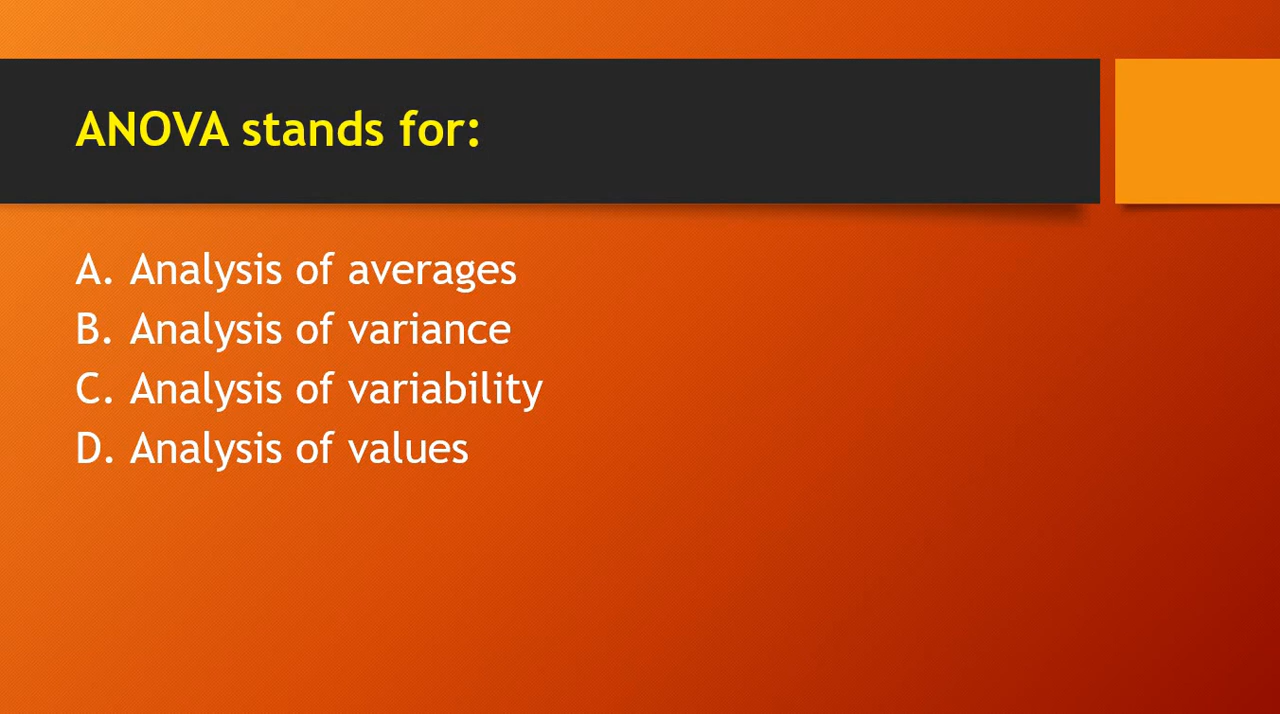 ANOVA stands for:
A. Analysis of averages
B. Analysis of variance
C. Analysis of variability
D. Analysis of values